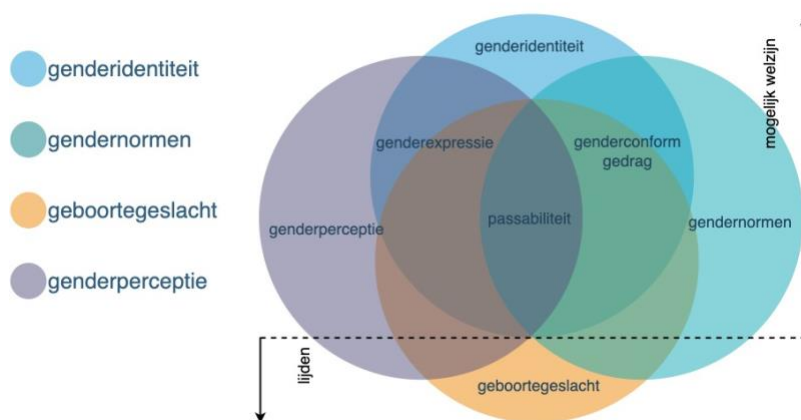 genderidentiteit
gendernormen
geboortegeslacht
genderperceptie
genderidentiteit
genderexpressie
genderconform
gedrag
passabiliteit
genderperceptie
gendernormen
geboortegeslacht
mogelijk welzijn
lijden